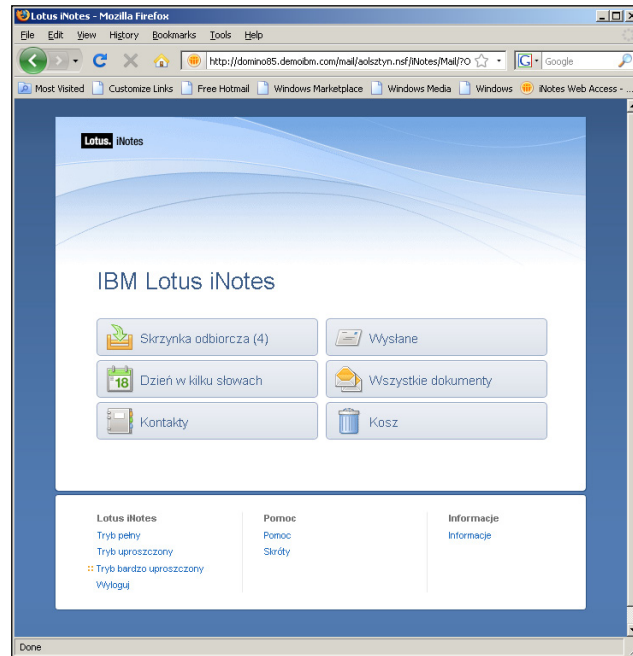 Lotus iNotes - Mozilla Firefox
File Edit View History Bookmarks Tools Help
http://domino85.demoibm.com/mail/aolsztyn.nsf/iNotes/Mail/?O
G Google
Most Visited Customize Links Free Hotmail Windows Marketplace Windows Media Windows iNotes Web Access - ...
Lotus. iNotes
IBM Lotus iNotes
Skrzynka odbiorcza (4) Wysłane
18 Dzień w kilku słowach Wszystkie dokumenty
Kontakty Kosz
Lotus iNotes Pomoc Informacje
Tryb pełny Pomoc Informacje
Tryb uproszczony Skróty
Tryb bardzo uproszczony
Wyloguj
Done